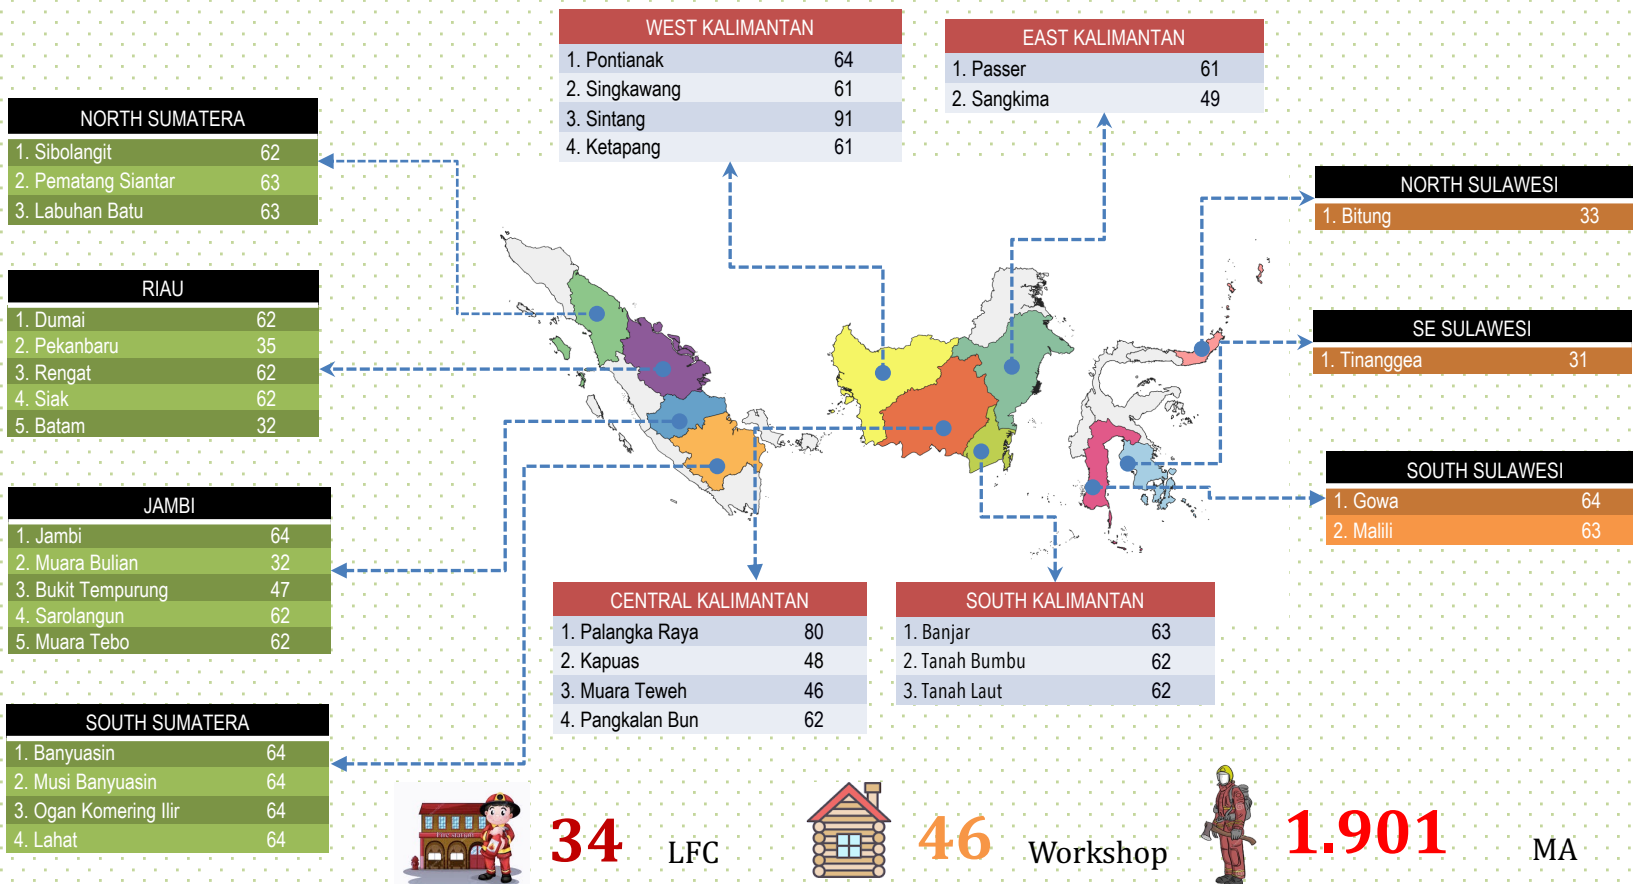 WEST KALIMANTAN
1. Pontianak 64
2. Singkawang 61
3. Sintang 91
4. Ketapang 61
EAST KALIMANTAN
1. Passer 61
2. Sangkima 49
NORTH SUMATERA
1. Sibolangit 62
2. Pematang Siantar 63
3. Labuhan Batu 63
NORTH SULAWESI
1. Bitung 33
RIAU
1. Dumai 62
2. Pekanbaru 35
3. Rengat 62
4. Siak 62
5. Batam 32
SE SULAWESI
1. Tinanggea 31
SOUTH SULAWESI
1. Gowa 64
2. Malili 63
JAMBI
1. Jambi 64
2. Muara Bulian 32
3. Bukit Tempurung 47
4. Sarolangun 62
5. Muara Tebo 62
CENTRAL KALIMANTAN
1. Palangka Raya 80
2. Kapuas 48
3. Muara Teweh 46
4. Pangkalan Bun 62
SOUTH KALIMANTAN
1. Banjar 63
2. Tanah Bumbu 62
3. Tanah Laut 62
SOUTH SUMATERA
1. Banyuasin 64
2. Musi Banyuasin 64
3. Ogan Komering Ilir 64
4. Lahat 64
Fire station
34 LFC
46 Workshop
1.901 MA